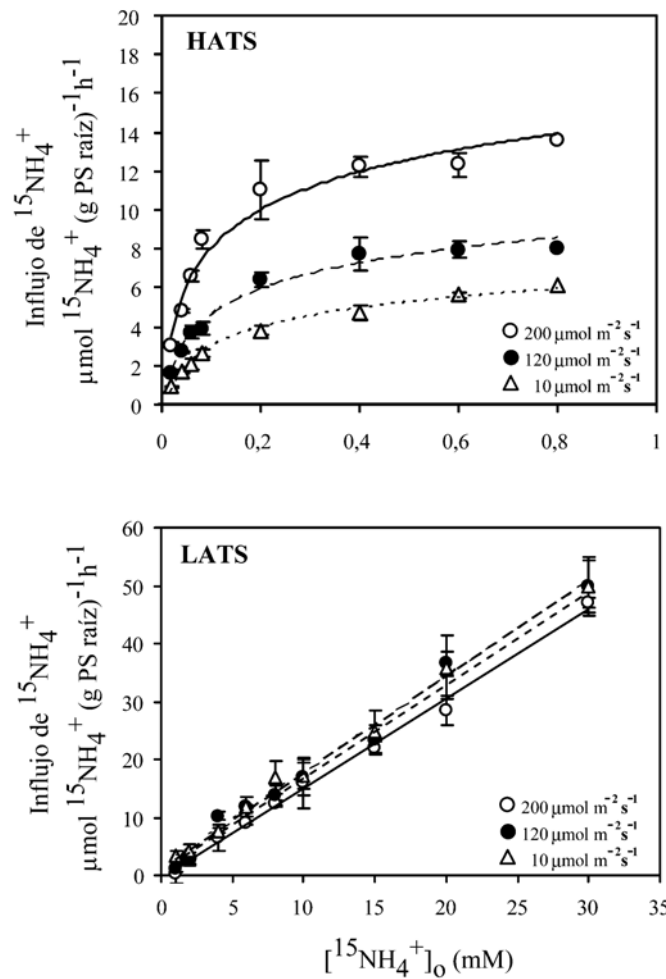 HATS
Influjo de ¹⁵NH₄⁺
μmol ¹⁵NH₄⁺ (g PS raíz)⁻¹h⁻¹
20
18
16
14
12
10
8
6
4
2
0
200 μmol m⁻²s⁻¹
120 μmol m⁻²s⁻¹
10 μmol m⁻²s⁻¹
0 0,2 0,4 0,6 0,8 1
LATS
Influjo de ¹⁵NH₄⁺
μmol ¹⁵NH₄⁺ (g PS raíz)⁻¹h⁻¹
60
50
40
30
20
10
0
200 μmol m⁻²s⁻¹
120 μmol m⁻²s⁻¹
10 μmol m⁻²s⁻¹
0 5 10 15 20 25 30 35
[¹⁵NH₄⁺]₀ (mM)